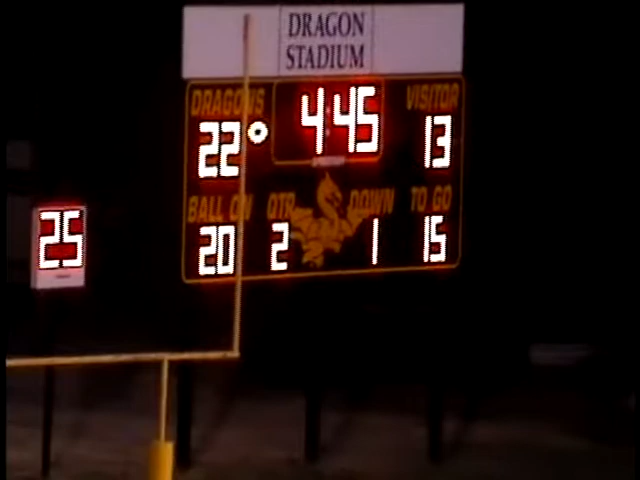 DRAGON
STADIUM
DRAGONS 4:45 VISITOR
22 13
BALL ON QTR DOWN TO GO
20 2 1 15
25